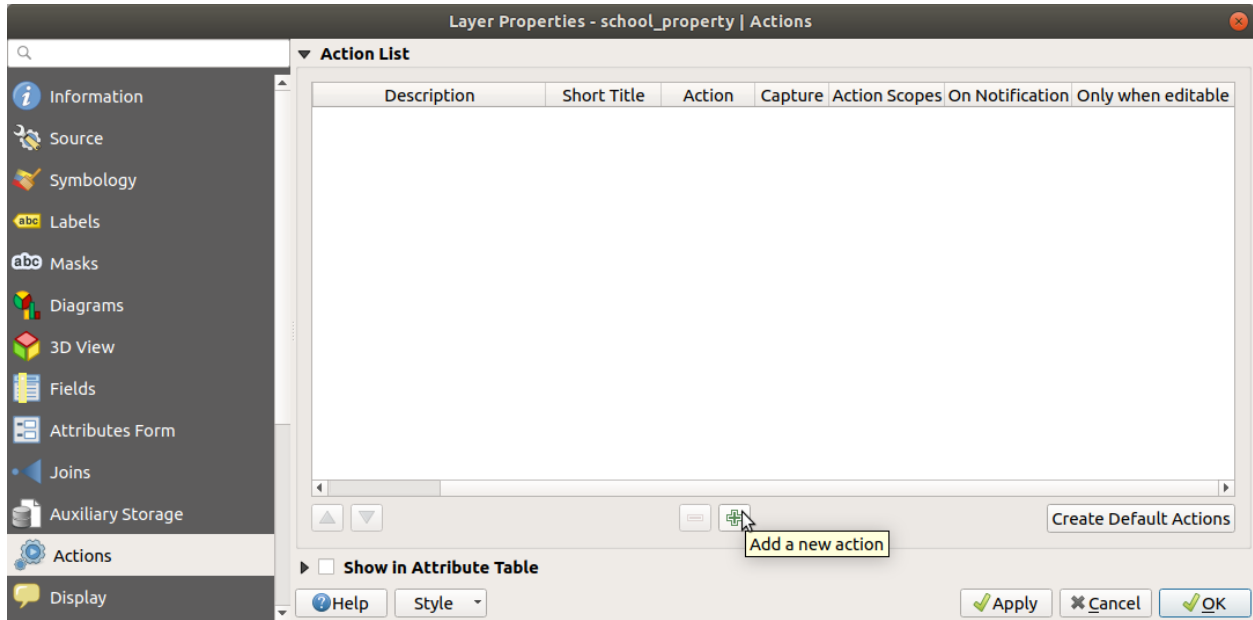 Layer Properties - school_property | Actions
Action List
Information
Source
Symbology
abc Labels
abc Masks
Diagrams
3D View
Fields
Attributes Form
Joins
Auxiliary Storage
Actions
Display
Description Short Title Action Capture Action Scopes On Notification Only when editable
Create Default Actions
Add a new action
Show in Attribute Table
Help Style Apply Cancel OK